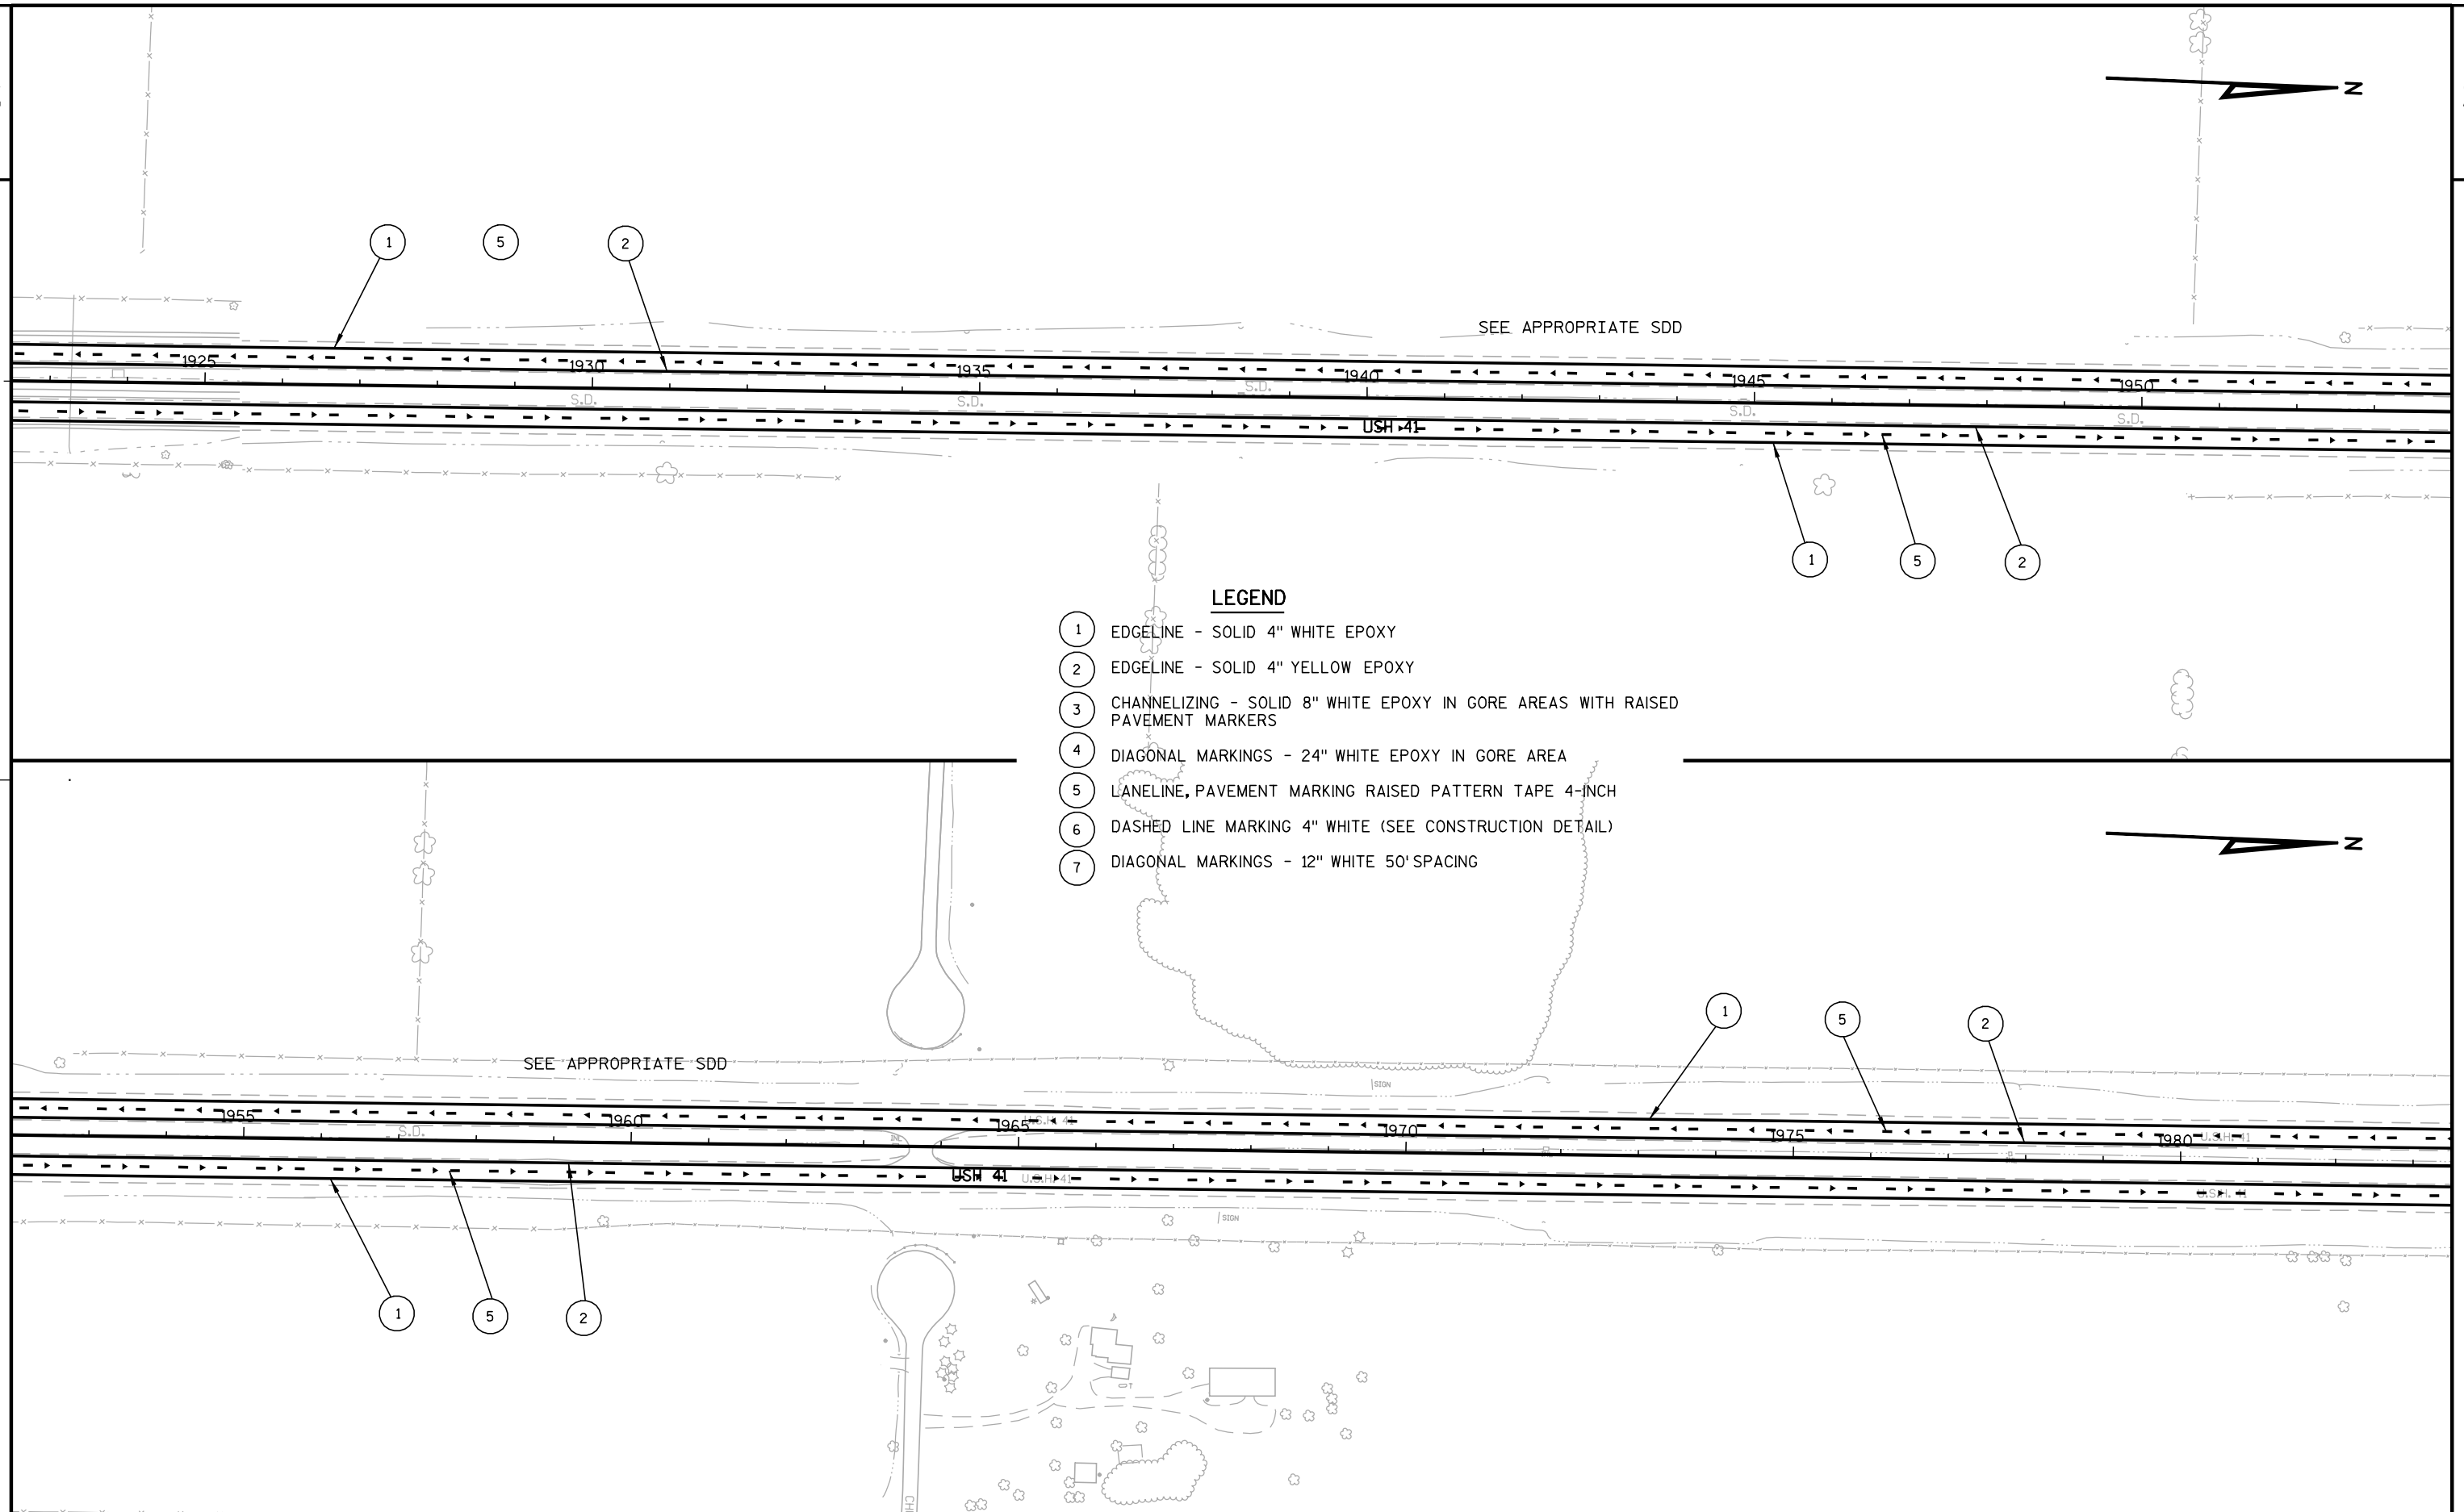 N
1 5 2
SEE APPROPRIATE SDD
1925 1930 1935 1940 1945 1950
S.D. S.D. S.D. S.D. S.D.
USH 41
1 5 2
LEGEND
1 EDGELINE - SOLID 4" WHITE EPOXY
2 EDGELINE - SOLID 4" YELLOW EPOXY
3 CHANNELIZING - SOLID 8" WHITE EPOXY IN GORE AREAS WITH RAISED
PAVEMENT MARKERS
4 DIAGONAL MARKINGS - 24" WHITE EPOXY IN GORE AREA
5 LANELINE, PAVEMENT MARKING RAISED PATTERN TAPE 4-INCH
6 DASHED LINE MARKING 4" WHITE (SEE CONSTRUCTION DETAIL)
7 DIAGONAL MARKINGS - 12" WHITE 50' SPACING
N
1 5 2
SEE APPROPRIATE SDD
SIGN
1955 1960 1965 1970 1975 1980
U.S.H. 41 U.S.H. 41
S.D.
USH 41
U.S.H. 41 U.S.H. 41
SIGN
1 5 2
T